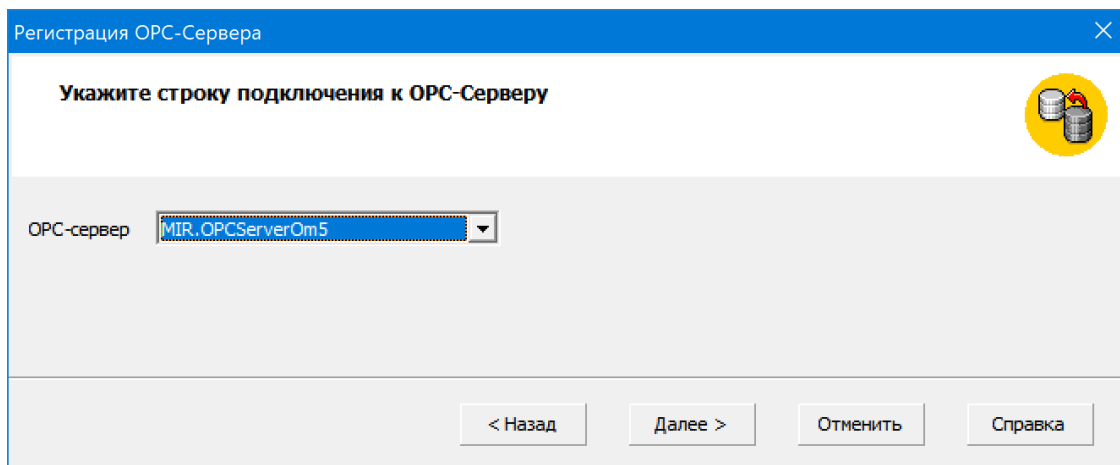 Регистрация OPC-Сервера
Укажите строку подключения к OPC-Серверу
OPC-сервер MIR.OPCServerOm5
< Назад Далее > Отменить Справка